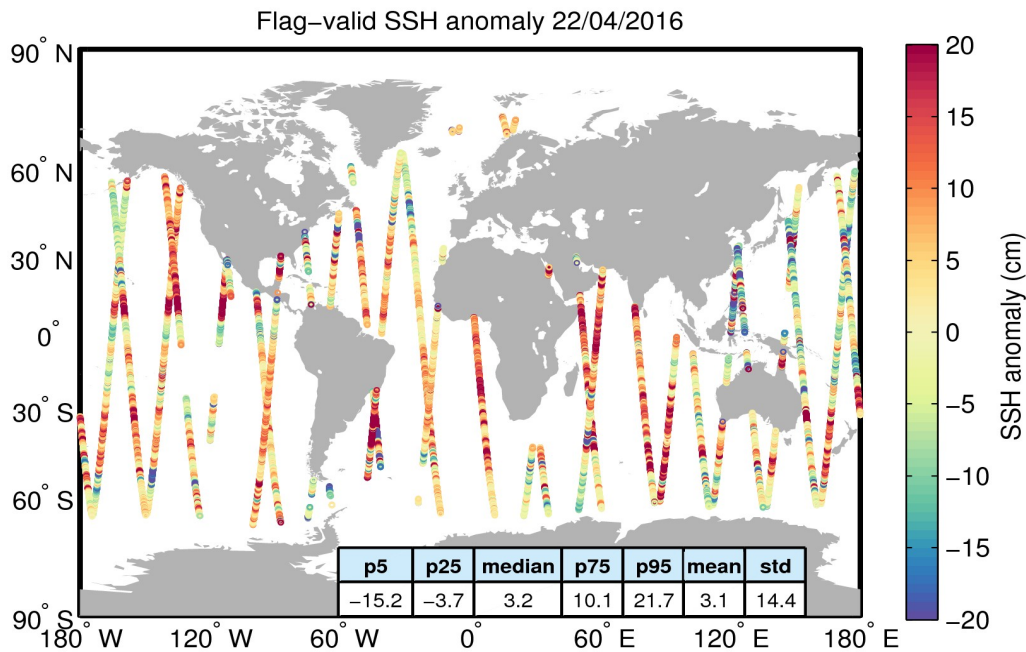 Flag−valid SSH anomaly 22/04/2016
90° N
60° N
30° N
0°
30° S
60° S
90° S
180° W
120° W
60° W
0°
60° E
120° E
180° E
p5 p25 median p75 p95 mean std
−15.2 −3.7 3.2 10.1 21.7 3.1 14.4
20
15
10
5
0
−5
−10
−15
−20
SSH anomaly (cm)